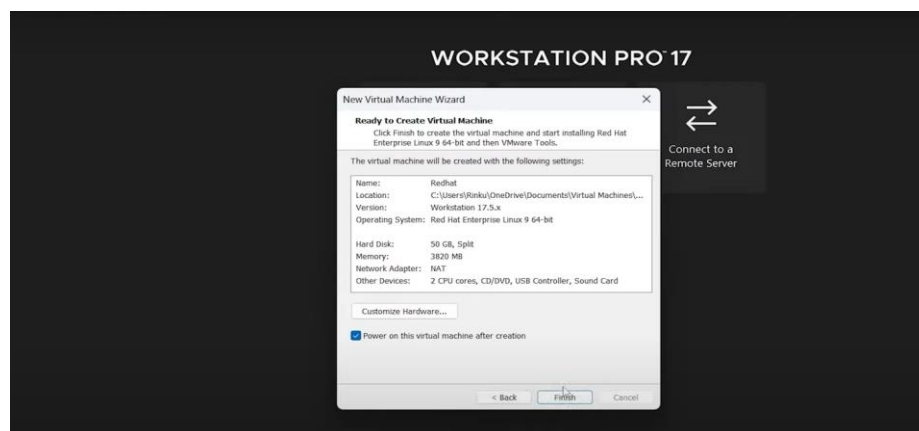 WORKSTATION PRO™ 17
New Virtual Machine Wizard
Ready to Create Virtual Machine
Click Finish to create the virtual machine and start installing Red Hat
Enterprise Linux 9 64-bit and then VMware Tools.
The virtual machine will be created with the following settings:
Name: Redhat
Location: C:\Users\Rinku\OneDrive\Documents\Virtual Machines\...
Version: Workstation 17.5.x
Operating System: Red Hat Enterprise Linux 9 64-bit
Hard Disk: 50 GB, Split
Memory: 3820 MB
Network Adapter: NAT
Other Devices: 2 CPU cores, CD/DVD, USB Controller, Sound Card
Customize Hardware...
Power on this virtual machine after creation
< Back Finish Cancel
Connect to a
Remote Server